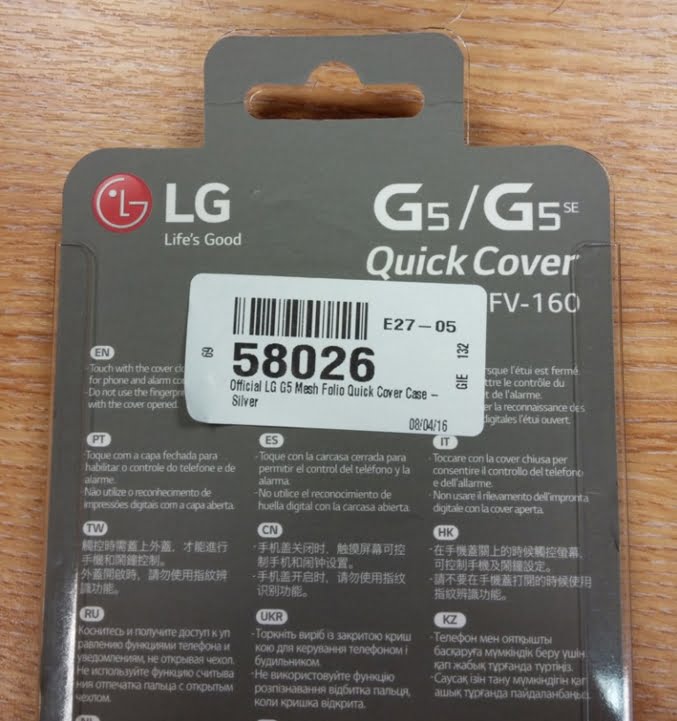 LG
Life's Good
G5 / G5 SE
Quick Cover
FV-160
E27-05
69
58026
GIE 132
Official LG G5 Mesh Folio Quick Cover Case –
Silver
08/04/16
EN
-Touch with the cover
for phone and alarm
-Do not use the
with the cover opened.
l'étui est fermé.
le contrôle du
de l'alarme.
la reconnaissance des
digitales l'étui ouvert.
PT
-Toque com a capa fechada para
habilitar o controle do telefone e de
alarme.
-Não utilize o reconhecimento de
impressões digitais com a capa aberta.
ES
-Toque con la carcasa cerrada para
permitir el control del teléfono y la
alarma.
-No utilice el reconocimiento de
huella digital con la carcasa abierta.
IT
-Toccare con la cover chiusa per
consentire il controllo del telefono
e dell'allarme.
-Non usare il rilevamento dell'impronta
digitale con la cover aperta.
TW
觸控時需蓋上外蓋，才能進行
手機和鬧鐘控制。
外蓋開啟時，請勿使用指紋辨
識功能。
CN
-手机盖关闭时，触摸屏幕可控
制手机和闹钟设置。
-手机盖开启时，请勿使用指纹
识别功能。
HK
-在手機蓋關上的時候觸控螢幕，
可控制手機及鬧鐘設定。
-請不要在手機蓋打開的時候使用
指紋辨識功能。
RU
Коснитесь и получите доступ к уп
равлению функциями телефона и
уведомлениям, не открывая чехол.
Не используйте функцию считыва
ния отпечатка пальца с открытым
чехлом.
UKR
-Торкніть виріб із закритою криш
кою для керування телефоном і
будильником.
-Не використовуйте функцію
розпізнавання відбитка пальця,
коли кришка відкрита.
KZ
-Телефон мен оятқышты
басқаруға мүмкіндік беру үшін
қап жабық тұрғанда түртіңіз.
-Саусақ ізін тану мүмкіндігін қап
ашық тұрғанда пайдаланбаңыз.